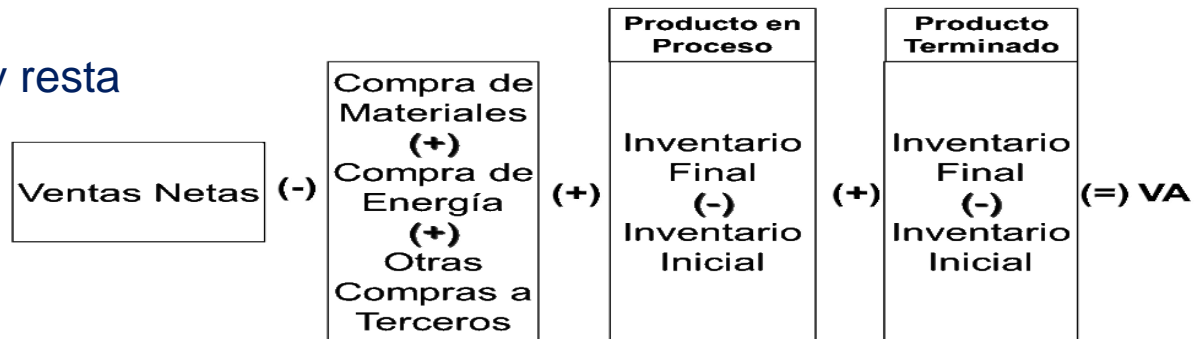 y resta
Ventas Netas
(-)
Compra de
Materiales
(+)
Compra de
Energía
(+)
Otras
Compras a
Terceros
(+)
Producto en
Proceso
Inventario
Final
(-)
Inventario
Inicial
(+)
Producto
Terminado
Inventario
Final
(-)
Inventario
Inicial
(=) VA